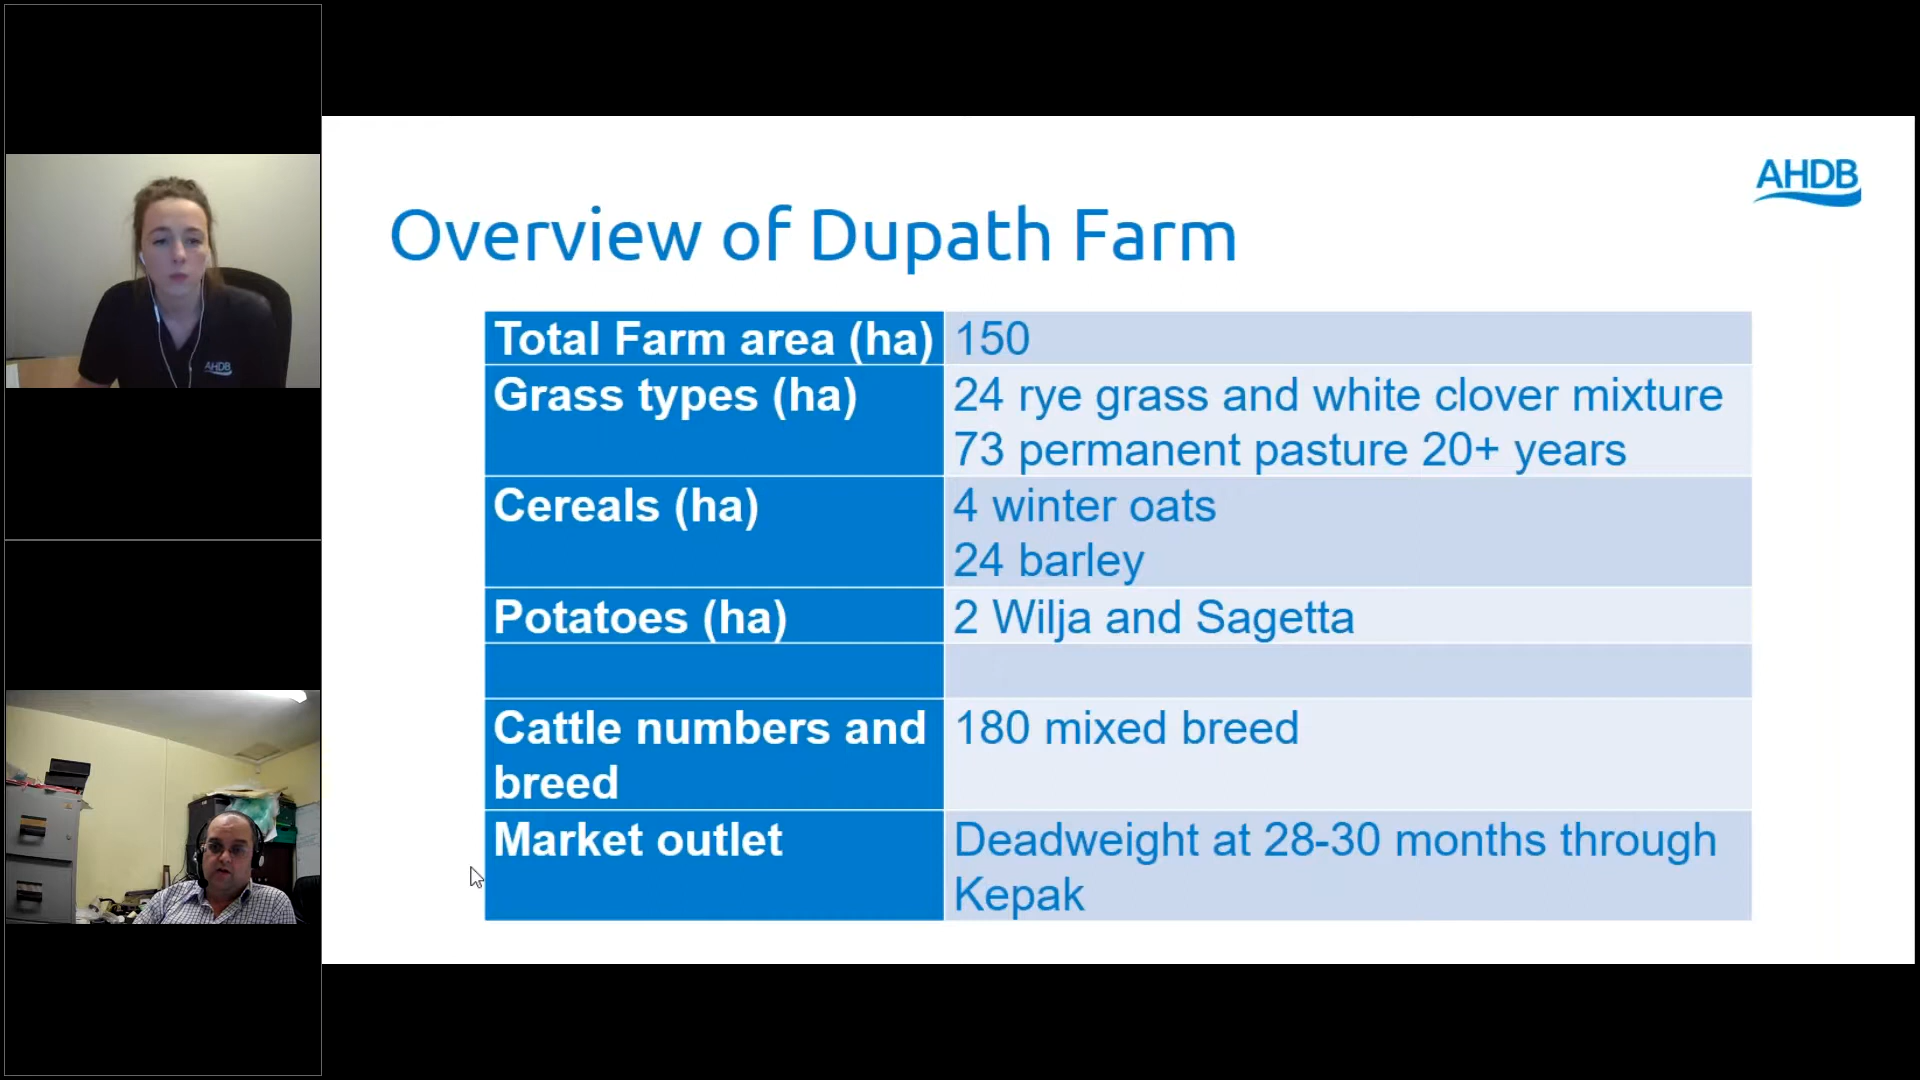 AHDB
Overview of Dupath Farm
Total Farm area (ha) 150
Grass types (ha) 24 rye grass and white clover mixture
73 permanent pasture 20+ years
Cereals (ha) 4 winter oats
24 barley
Potatoes (ha) 2 Wilja and Sagetta
Cattle numbers and breed 180 mixed breed
Market outlet Deadweight at 28-30 months through
Kepak
AHDB